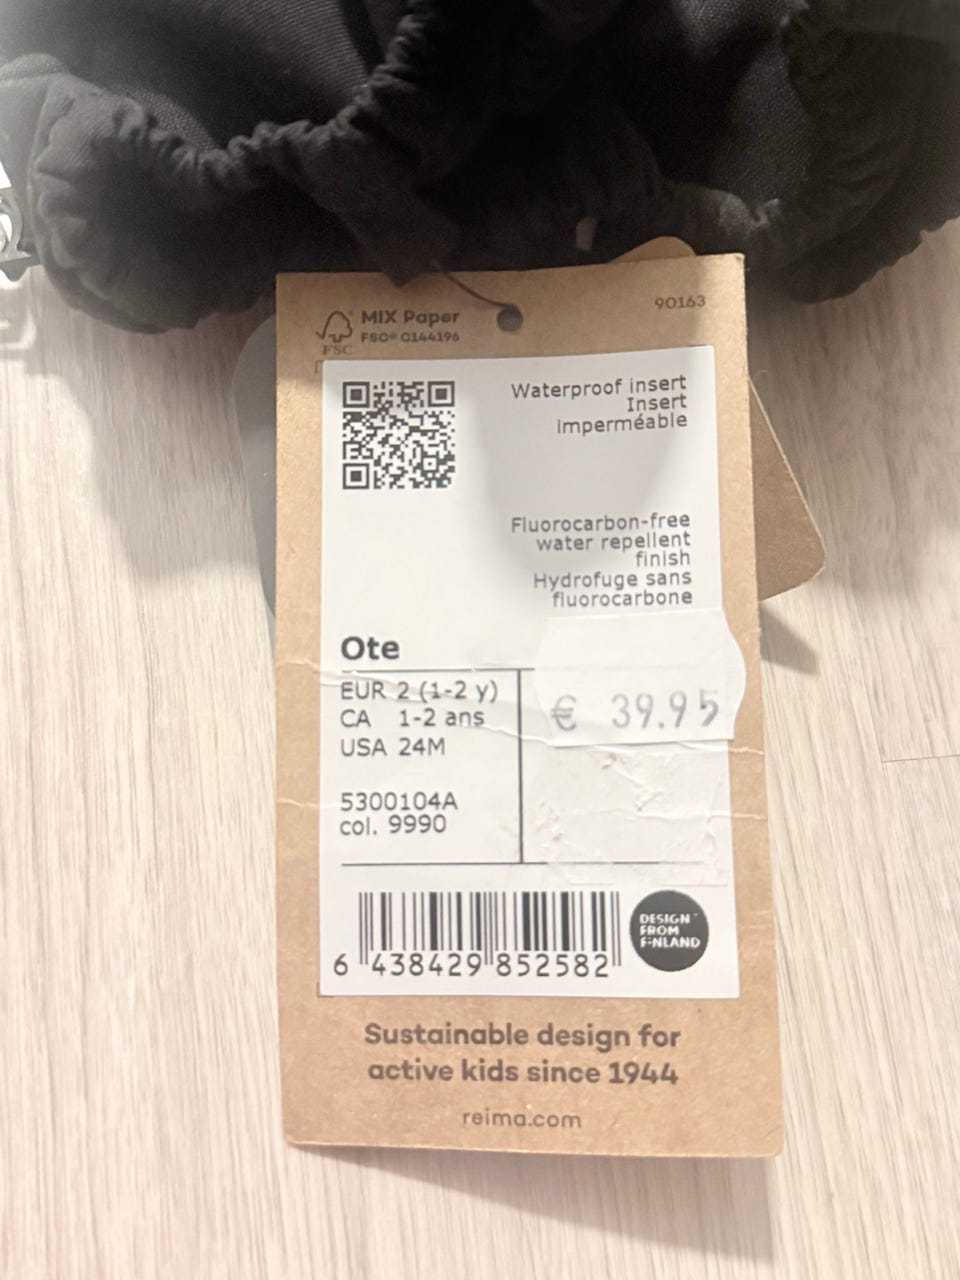 MIX Paper
FSC® C144196
FSC
90163
Waterproof insert
Insert
imperméable
Fluorocarbon-free
water repellent
finish
Hydrofuge sans
fluorocarbone
Ote
EUR 2 (1-2 y)
CA 1-2 ans
USA 24M
5300104A
col. 9990
€ 39.95
6 438429 852582
DESIGN™
FROM
FINLAND
Sustainable design for
active kids since 1944
reima.com